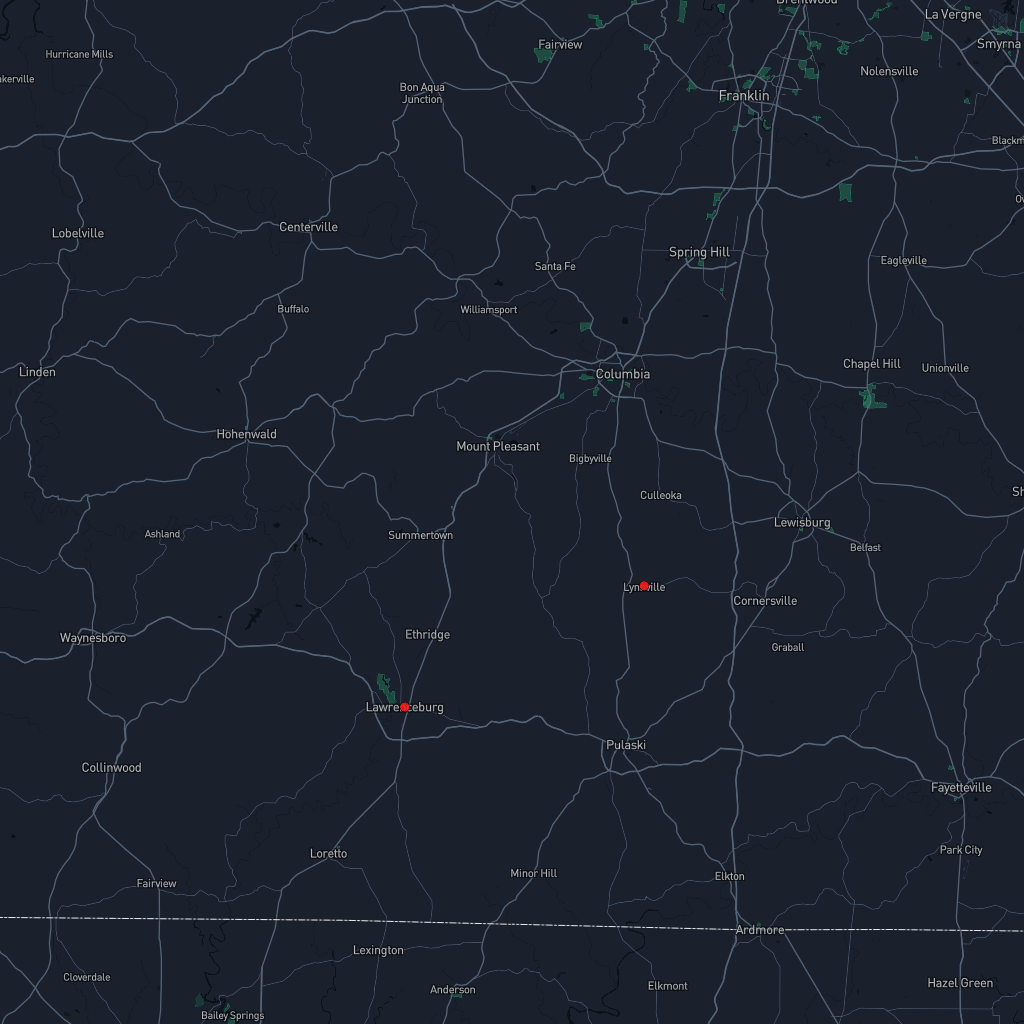 Brentwood
La Vergne
Hurricane Mills
Fairview
Smyrna
Nolensville
akerville
Bon Aqua
Junction
Franklin
Blackm
Ov
Centerville
Lobelville
Spring Hill
Eagleville
Santa Fe
Buffalo
Williamsport
Linden
Columbia
Chapel Hill
Unionville
Hohenwald
Mount Pleasant
Bigbyville
Culleoka
Sh
Ashland
Summertown
Lewisburg
Belfast
Lynnville
Cornersville
Waynesboro
Ethridge
Graball
Lawrenceburg
Pulaski
Collinwood
Fayetteville
Loretto
Park City
Fairview
Minor Hill
Elkton
Ardmore
Lexington
Cloverdale
Anderson
Elkmont
Hazel Green
Bailey Springs